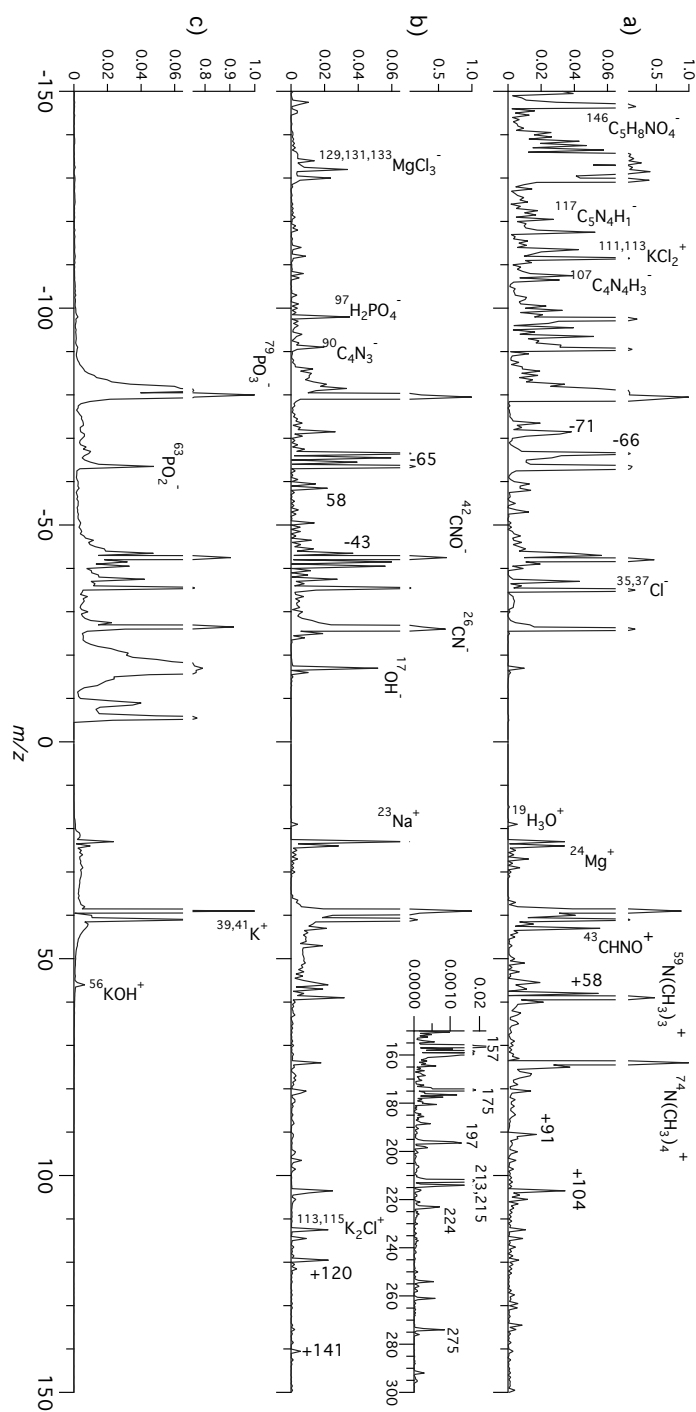 a)
1.0
0.5
0.04
0.02
0
¹⁴⁶C₅H₈NO₄⁻
¹¹⁷C₅N₄H₁⁻
¹¹¹,¹¹³KCl₂⁺
¹⁰⁷C₄N₄H₃⁻
-71
-66
³⁵,³⁷Cl⁻
¹⁹H₃O⁺
²⁴Mg⁺
⁴³CHNO⁺
+58
⁵⁹N(CH₃)₃⁺
⁷⁴N(CH₃)₄⁺
+91
+104
b)
1.0
0.5
0.06
0.04
0.02
0
¹²⁹,¹³¹,¹³³MgCl₃⁻
⁹⁷H₂PO₄⁻
⁹⁰C₄N₃⁻
-65
58
-43
⁴²CNO⁻
²⁶CN⁻
¹⁷OH⁻
²³Na⁺
¹¹³,¹¹⁵K₂Cl⁺
+120
+141
0.02
0.0010
0.0000
157
175
197
213,215
224
275
160 180 200 220 240 260 280 300
c)
1.0
0.9
0.8
0.06
0.04
0.02
0
⁷⁹PO₃⁻
⁶³PO₂⁻
³⁹,⁴¹K⁺
⁵⁶KOH⁺
-150 -100 -50 0 50 100 150
m/z